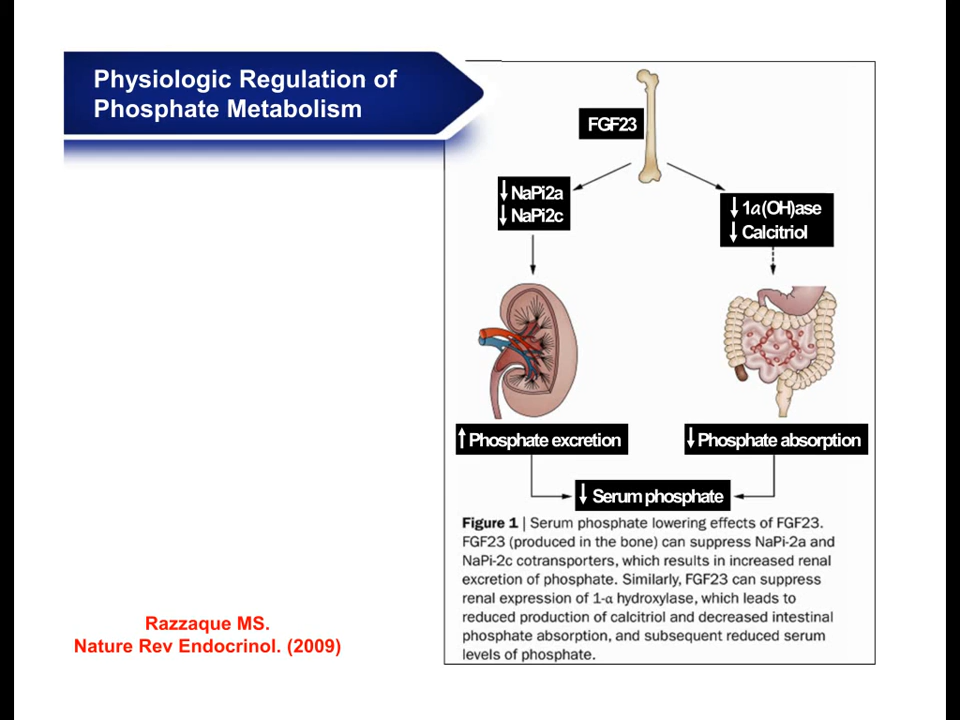 Physiologic Regulation of
Phosphate Metabolism
FGF23
↓ NaPi2a
↓ NaPi2c
↓ 1α(OH)ase
↓ Calcitriol
↑ Phosphate excretion
↓ Phosphate absorption
↓ Serum phosphate
Figure 1 | Serum phosphate lowering effects of FGF23.
FGF23 (produced in the bone) can suppress NaPi-2a and
NaPi-2c cotransporters, which results in increased renal
excretion of phosphate. Similarly, FGF23 can suppress
renal expression of 1-α hydroxylase, which leads to
reduced production of calcitriol and decreased intestinal
phosphate absorption, and subsequent reduced serum
levels of phosphate.
Razzaque MS.
Nature Rev Endocrinol. (2009)